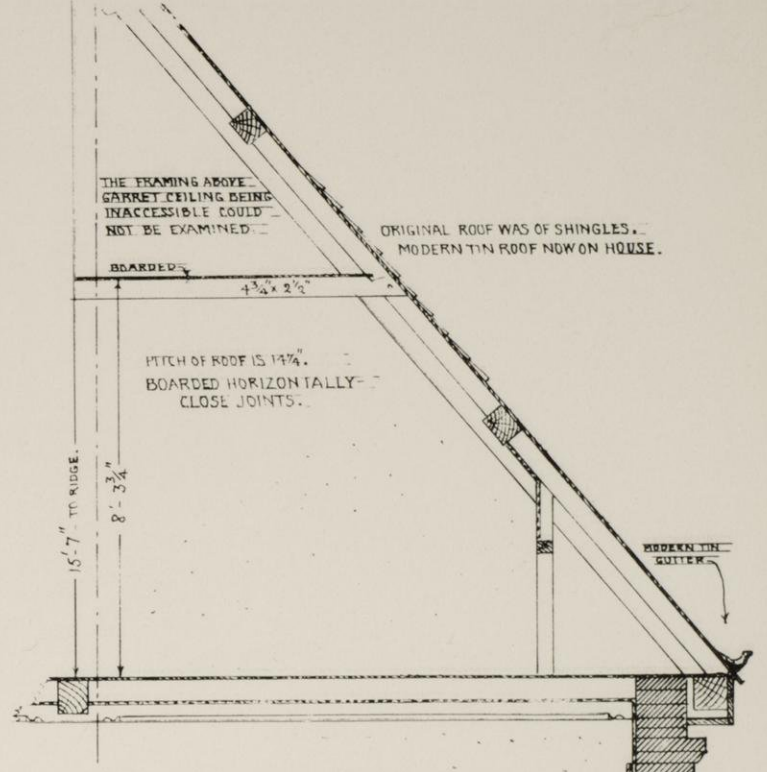 THE FRAMING ABOVE
GARRET CEILING BEING
INACCESSIBLE COULD
NOT BE EXAMINED.
ORIGINAL ROOF WAS OF SHINGLES.
MODERN TIN ROOF NOW ON HOUSE.
BOARDED
4¾" x 2½"
PITCH OF ROOF IS
BOARDED HORIZONTALLY-
CLOSE JOINTS.
15'-7" TO RIDGE.
8'-3¾"
MODERN TIN
GUTTER